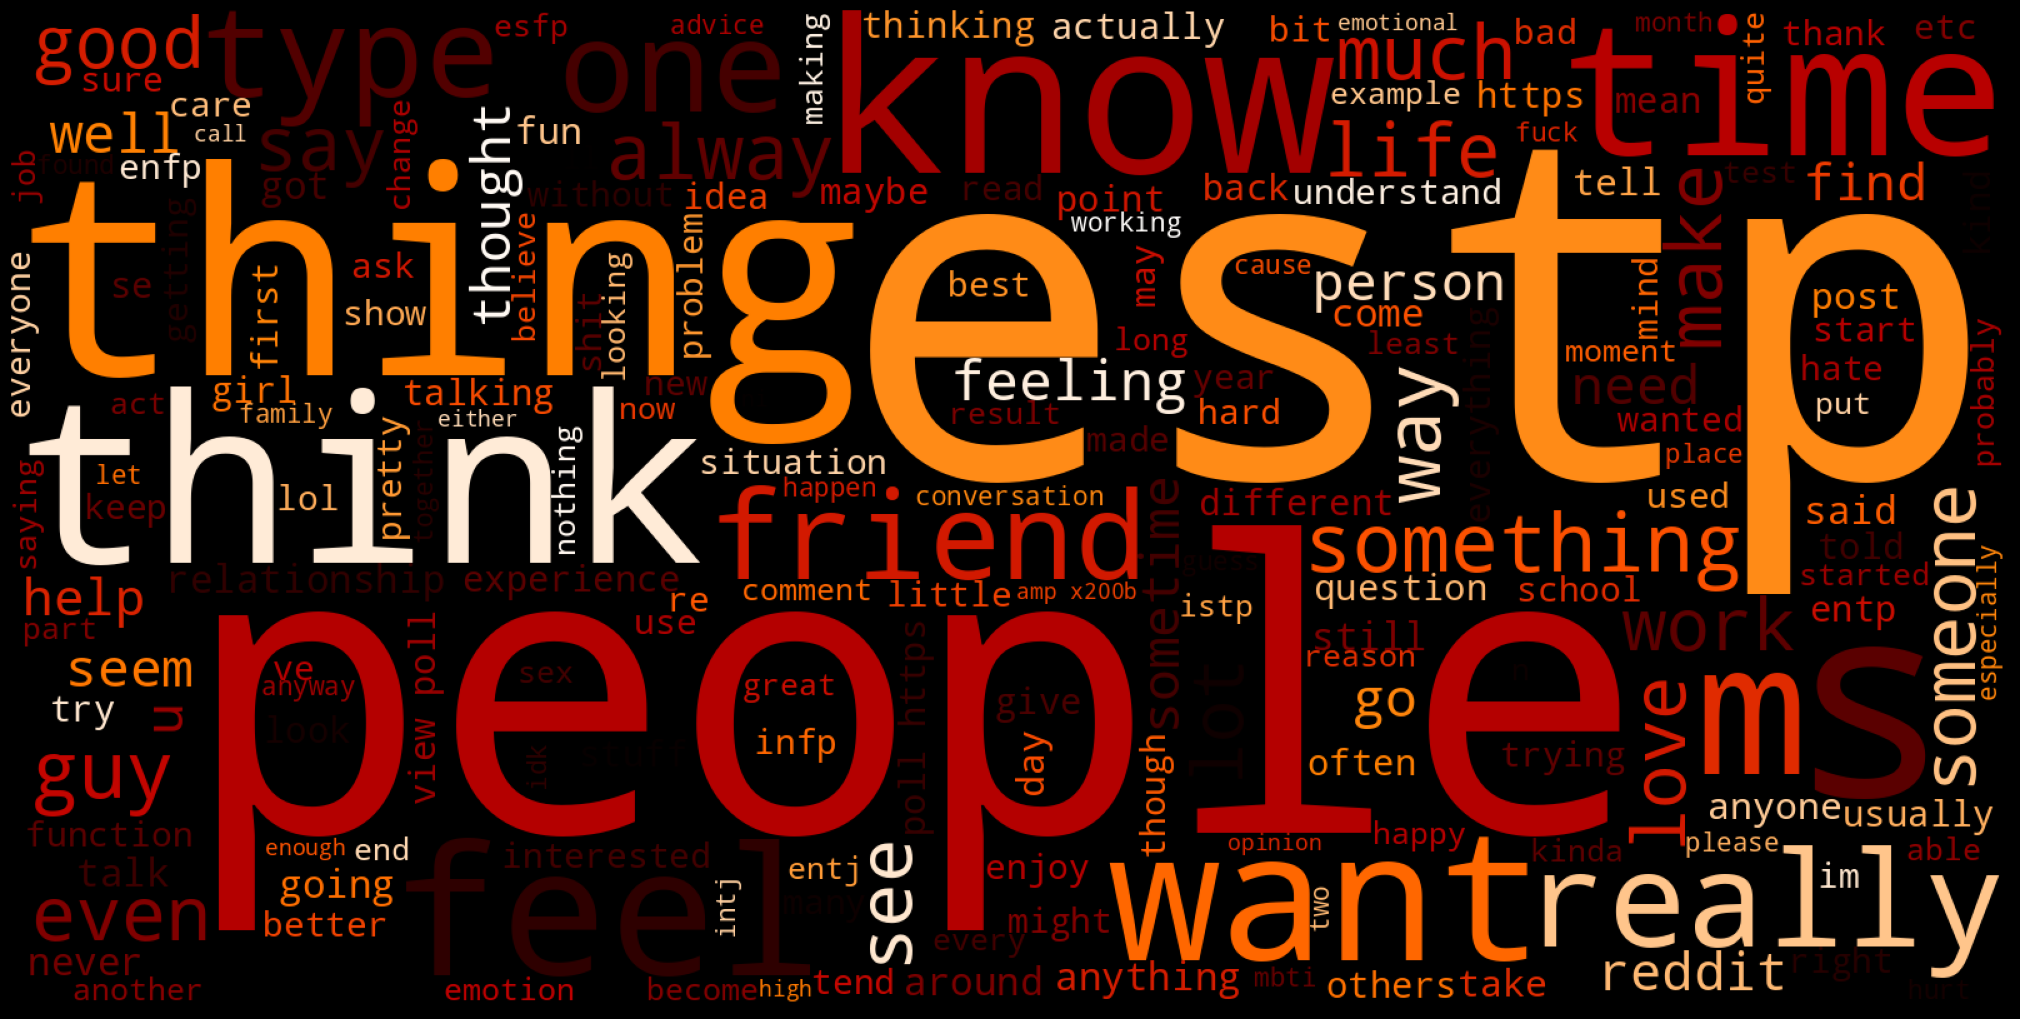 good
type
one
know
much
time
esfp
advice
making
thinking
actually
bit
emotional
bad
month
quite
thank
etc
sure
care
call
well
say
change
thought
fun
alway
example
https
mean
life
fuck
job
found
enfp
got
without
idea
maybe
read
point
back
understand
tell
test
find
kind
thing
estp
working
make
everyone
getting
se
first
ask
show
believe
shit
looking
problem
best
may
cause
person
come
mind
post
start
probably
long
least
everything
moment
hate
put
think
girl
family
talking
either
new
now
feeling
year
hard
result
made
way
need
wanted
place
act
pretty
together
nothing
situation
happen
conversation
friend
sometime
different
something
used
said
told
someone
saying
let
keep
lol
relationship
experience
re
use
comment
little
amp x200b
istp
guess
question
school
started
entp
especially
help
part
people
still
reason
work
seem
ve
anyway
view poll
sex
great
poll https
give
lot
go
love
m
s
try
u
look
idk
stuff
infp
day
though
often
trying
guy
anyone
usually
function
talk
enough
end
interested
opinion
happy
kinda
please
able
feel
going
better
intj
entj
many
see
enjoy
might
want
two
really
im
even
never
every
another
emotion
become
high
tend
around
anything
mbti
others
take
reddit
right
hurt
n